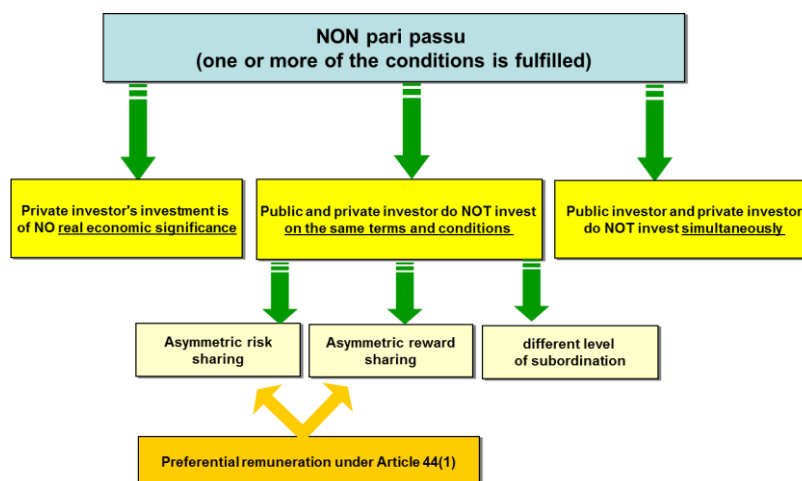 NON pari passu
(one or more of the conditions is fulfilled)
Private investor's investment is
of NO real economic significance
Public and private investor do NOT invest
on the same terms and conditions
Public investor and private investor
do NOT invest simultaneously
Asymmetric risk
sharing
Asymmetric reward
sharing
different level
of subordination
Preferential remuneration under Article 44(1)